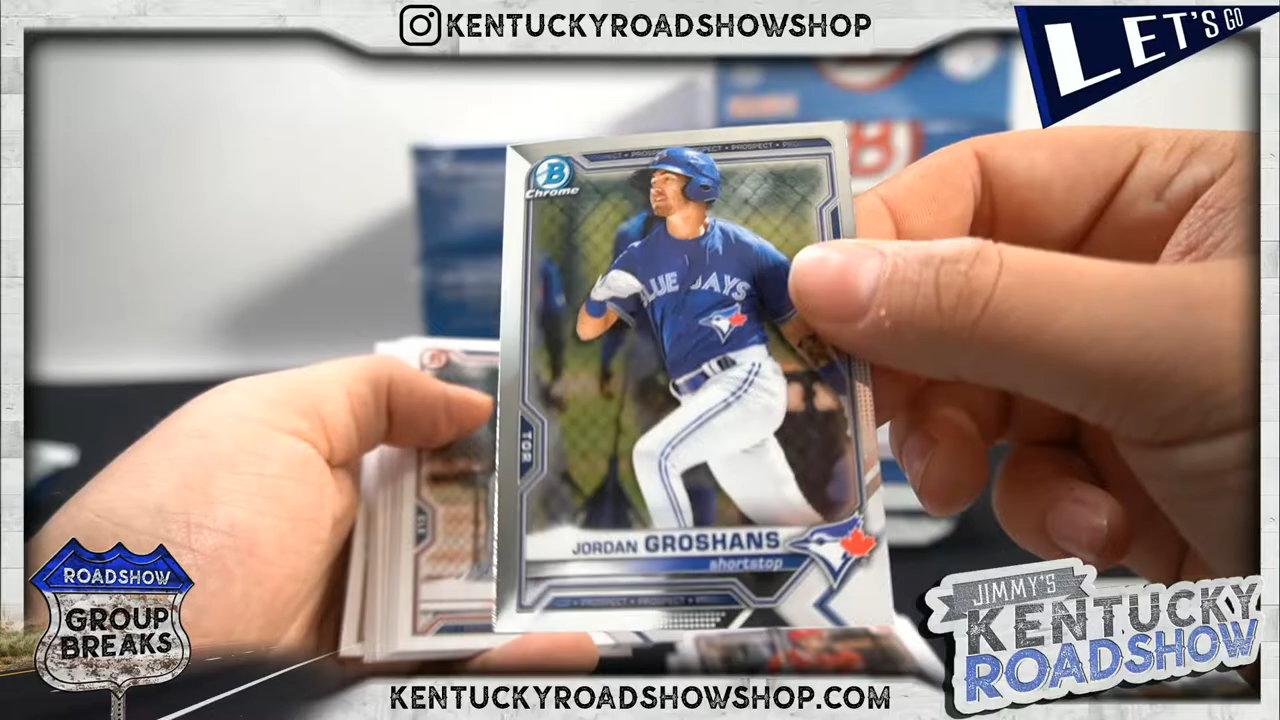 KENTUCKYROADSHOWSHOP
LET'S GO
PROSPECT • PROSPECT
B
Chrome
BLUE JAYS
TOR
JORDAN GROSHANS
shortstop
PROSPECT • PROSPECT
ROADSHOW
GROUP
BREAKS
JIMMY'S
KENTUCKY
ROADSHOW
KENTUCKYROADSHOWSHOP.COM